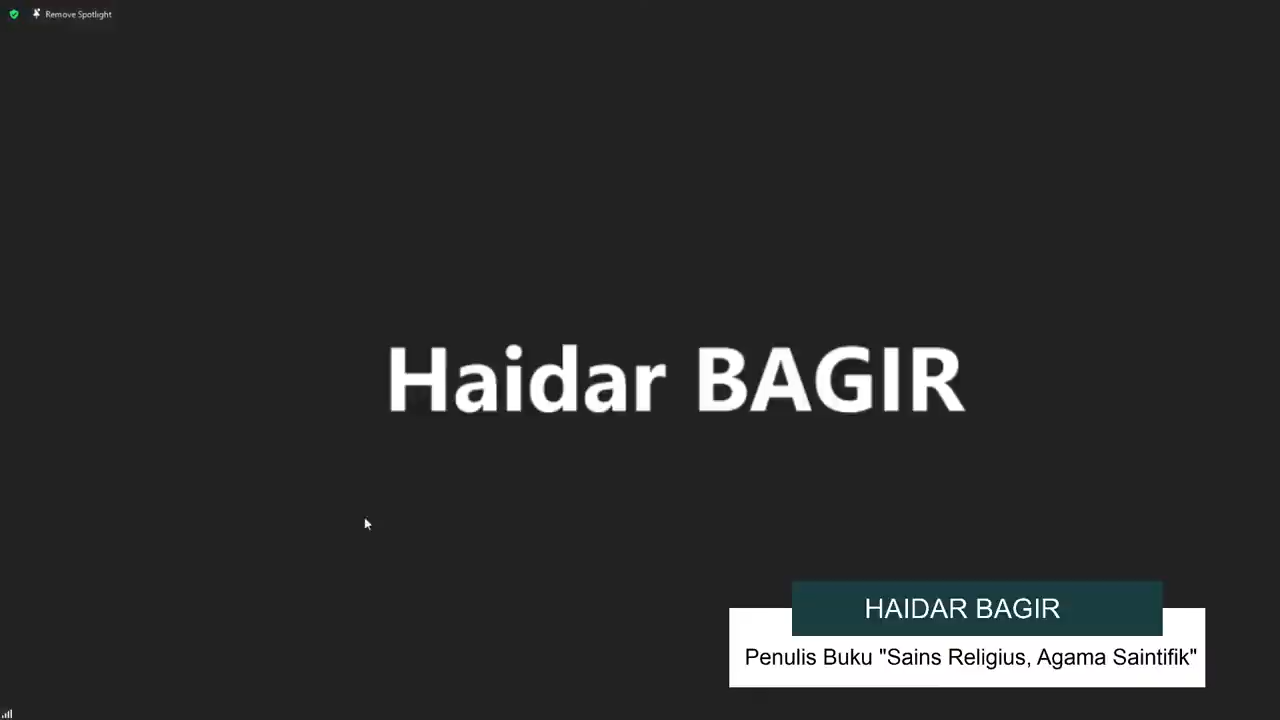 Remove Spotlight
Haidar BAGIR
HAIDAR BAGIR
Penulis Buku "Sains Religius, Agama Saintifik"